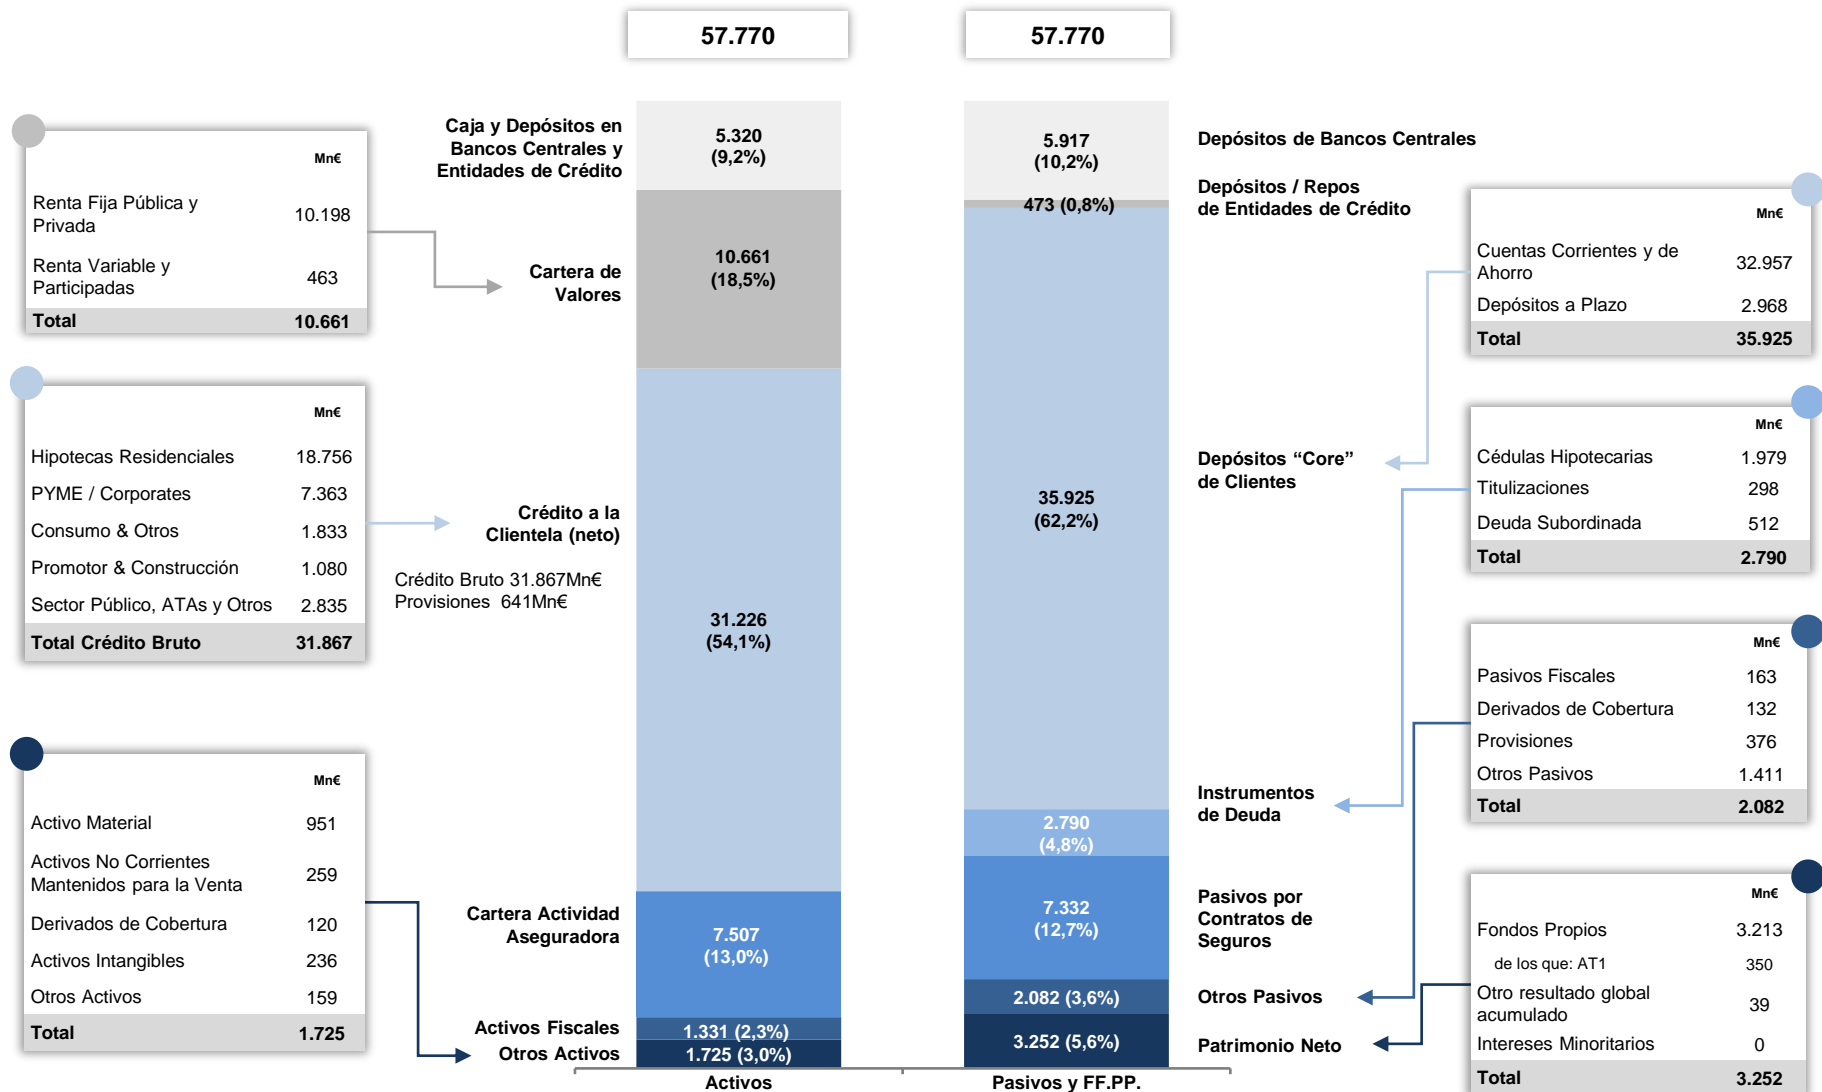 57.770
57.770
Mn€
Renta Fija Pública y
Privada
10.198
Renta Variable y
Participadas
463
Total 10.661
Mn€
Hipotecas Residenciales 18.756
PYME / Corporates 7.363
Consumo & Otros 1.833
Promotor & Construcción 1.080
Sector Público, ATAs y Otros 2.835
Total Crédito Bruto 31.867
Mn€
Activo Material 951
Activos No Corrientes
Mantenidos para la Venta
259
Derivados de Cobertura 120
Activos Intangibles 236
Otros Activos 159
Total 1.725
Caja y Depósitos en
Bancos Centrales y
Entidades de Crédito
Cartera de
Valores
Crédito a la
Clientela (neto)
Crédito Bruto 31.867Mn€
Provisiones 641Mn€
Cartera Actividad
Aseguradora
Activos Fiscales
Otros Activos
5.320
(9,2%)
10.661
(18,5%)
31.226
(54,1%)
7.507
(13,0%)
1.331 (2,3%)
1.725 (3,0%)
Activos
5.917
(10,2%)
473 (0,8%)
35.925
(62,2%)
2.790
(4,8%)
7.332
(12,7%)
2.082 (3,6%)
3.252 (5,6%)
Pasivos y FF.PP.
Depósitos de Bancos Centrales
Depósitos / Repos
de Entidades de Crédito
Depósitos “Core”
de Clientes
Instrumentos
de Deuda
Pasivos por
Contratos de
Seguros
Otros Pasivos
Patrimonio Neto
Mn€
Cuentas Corrientes y de
Ahorro
32.957
Depósitos a Plazo 2.968
Total 35.925
Mn€
Cédulas Hipotecarias 1.979
Titulizaciones 298
Deuda Subordinada 512
Total 2.790
Mn€
Pasivos Fiscales 163
Derivados de Cobertura 132
Provisiones 376
Otros Pasivos 1.411
Total 2.082
Mn€
Fondos Propios 3.213
de los que: AT1 350
Otro resultado global
acumulado
39
Intereses Minoritarios 0
Total 3.252